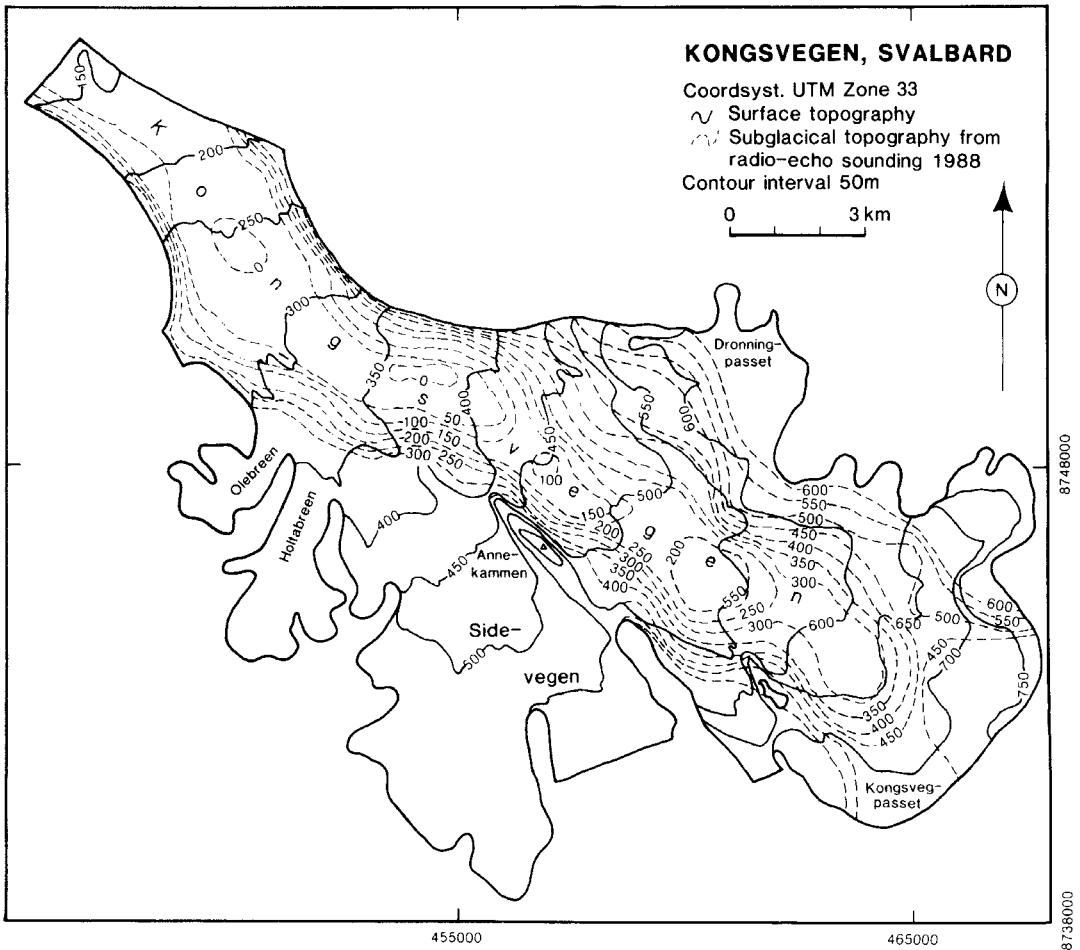 KONGSVEGEN, SVALBARD
Coordsyst. UTM Zone 33
Surface topography
Subglacical topography from
radio-echo sounding 1988
Contour interval 50m
0 3 km
N
150
K
200
o
250
0
n
300
g
350
0
s
400
50
100
150
200
250
300
v
450
100
e
150
200
250
300
350
400
500
g
200
e
550
250
300
n
550
600
Dronning-
passet
600
550
500
450
400
350
300
600
650
500
450
700
600
550
750
350
400
450
Kongsveg-
passet
Olebreen
Holtabreen
400
450
Anne-
kammen
Side-
vegen
500
8748000
8738000
455000
465000